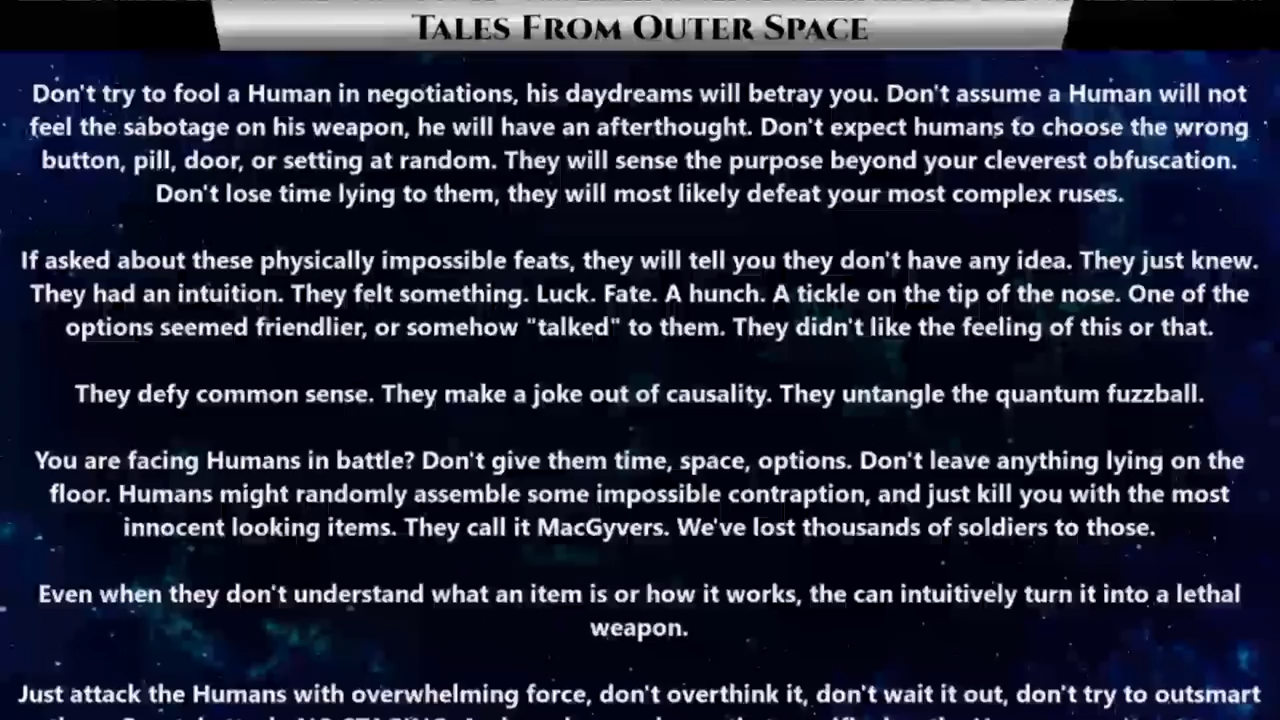 Tales From Outer Space
Don't try to fool a Human in negotiations, his daydreams will betray you. Don't assume a Human will not
feel the sabotage on his weapon, he will have an afterthought. Don't expect humans to choose the wrong
button, pill, door, or setting at random. They will sense the purpose beyond your cleverest obfuscation.
Don't lose time lying to them, they will most likely defeat your most complex ruses.
If asked about these physically impossible feats, they will tell you they don't have any idea. They just knew.
They had an intuition. They felt something. Luck. Fate. A hunch. A tickle on the tip of the nose. One of the
options seemed friendlier, or somehow "talked" to them. They didn't like the feeling of this or that.
They defy common sense. They make a joke out of causality. They untangle the quantum fuzzball.
You are facing Humans in battle? Don't give them time, space, options. Don't leave anything lying on the
floor. Humans might randomly assemble some impossible contraption, and just kill you with the most
innocent looking items. They call it MacGyvers. We've lost thousands of soldiers to those.
Even when they don't understand what an item is or how it works, the can intuitively turn it into a lethal
weapon.
Just attack the Humans with overwhelming force, don't overthink it, don't wait it out, don't try to outsmart